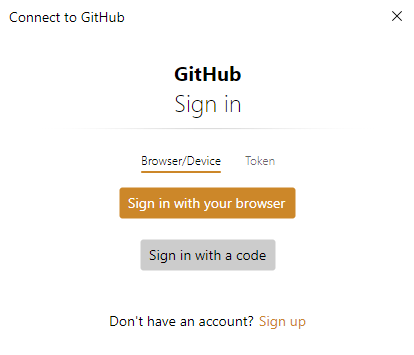 Connect to GitHub
GitHub
Sign in
Browser/Device Token
Sign in with your browser
Sign in with a code
Don't have an account? Sign up